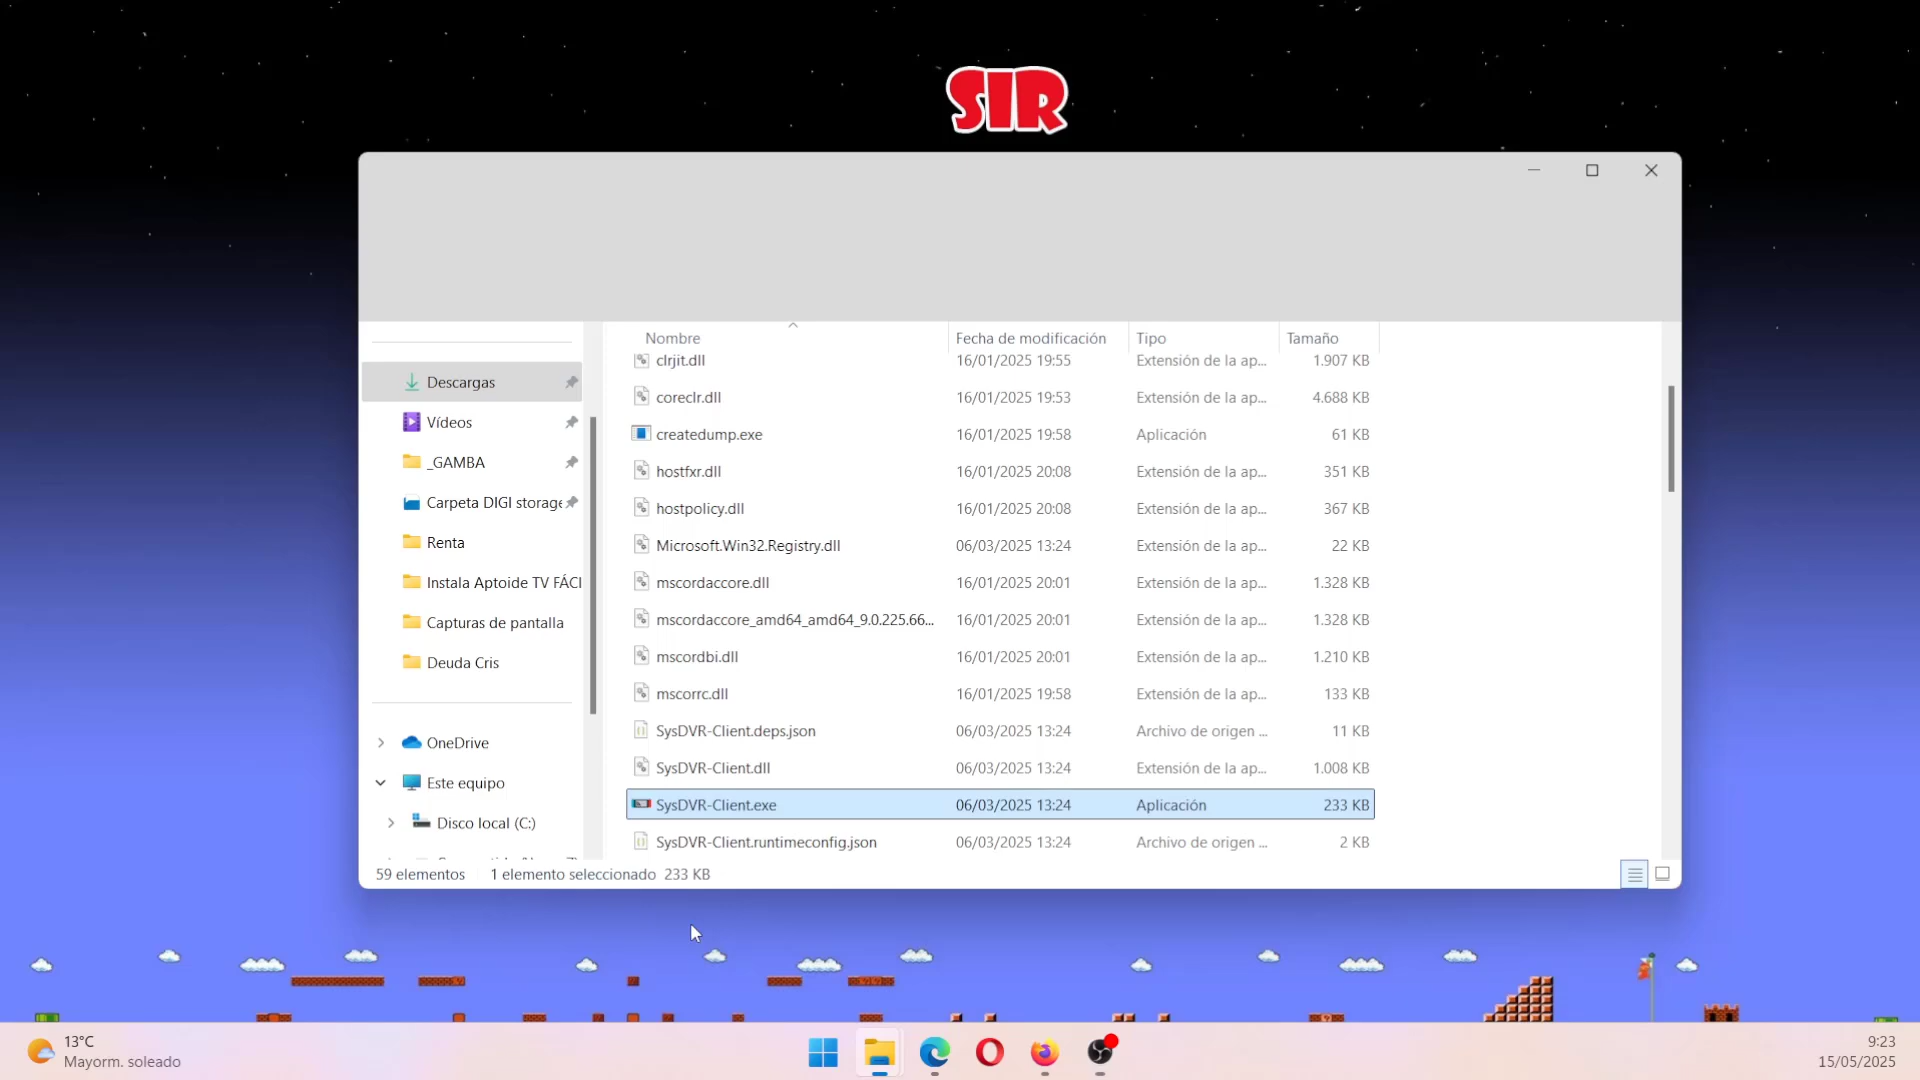 SIR
Nombre Fecha de modificación Tipo Tamaño
clrjit.dll 16/01/2025 19:55 Extensión de la ap... 1.907 KB
coreclr.dll 16/01/2025 19:53 Extensión de la ap... 4.688 KB
createdump.exe 16/01/2025 19:58 Aplicación 61 KB
hostfxr.dll 16/01/2025 20:08 Extensión de la ap... 351 KB
hostpolicy.dll 16/01/2025 20:08 Extensión de la ap... 367 KB
Microsoft.Win32.Registry.dll 06/03/2025 13:24 Extensión de la ap... 22 KB
mscordaccore.dll 16/01/2025 20:01 Extensión de la ap... 1.328 KB
mscordaccore_amd64_amd64_9.0.225.66... 16/01/2025 20:01 Extensión de la ap... 1.328 KB
mscordbi.dll 16/01/2025 20:01 Extensión de la ap... 1.210 KB
mscorrc.dll 16/01/2025 19:58 Extensión de la ap... 133 KB
SysDVR-Client.deps.json 06/03/2025 13:24 Archivo de origen ... 11 KB
SysDVR-Client.dll 06/03/2025 13:24 Extensión de la ap... 1.008 KB
SysDVR-Client.exe 06/03/2025 13:24 Aplicación 233 KB
SysDVR-Client.runtimeconfig.json 06/03/2025 13:24 Archivo de origen ... 2 KB
Descargas
Vídeos
_GAMBA
Carpeta DIGI storage
Renta
Instala Aptoide TV FÁCI
Capturas de pantalla
Deuda Cris
OneDrive
Este equipo
Disco local (C:)
59 elementos 1 elemento seleccionado 233 KB
13°C
Mayorm. soleado
9:23
15/05/2025